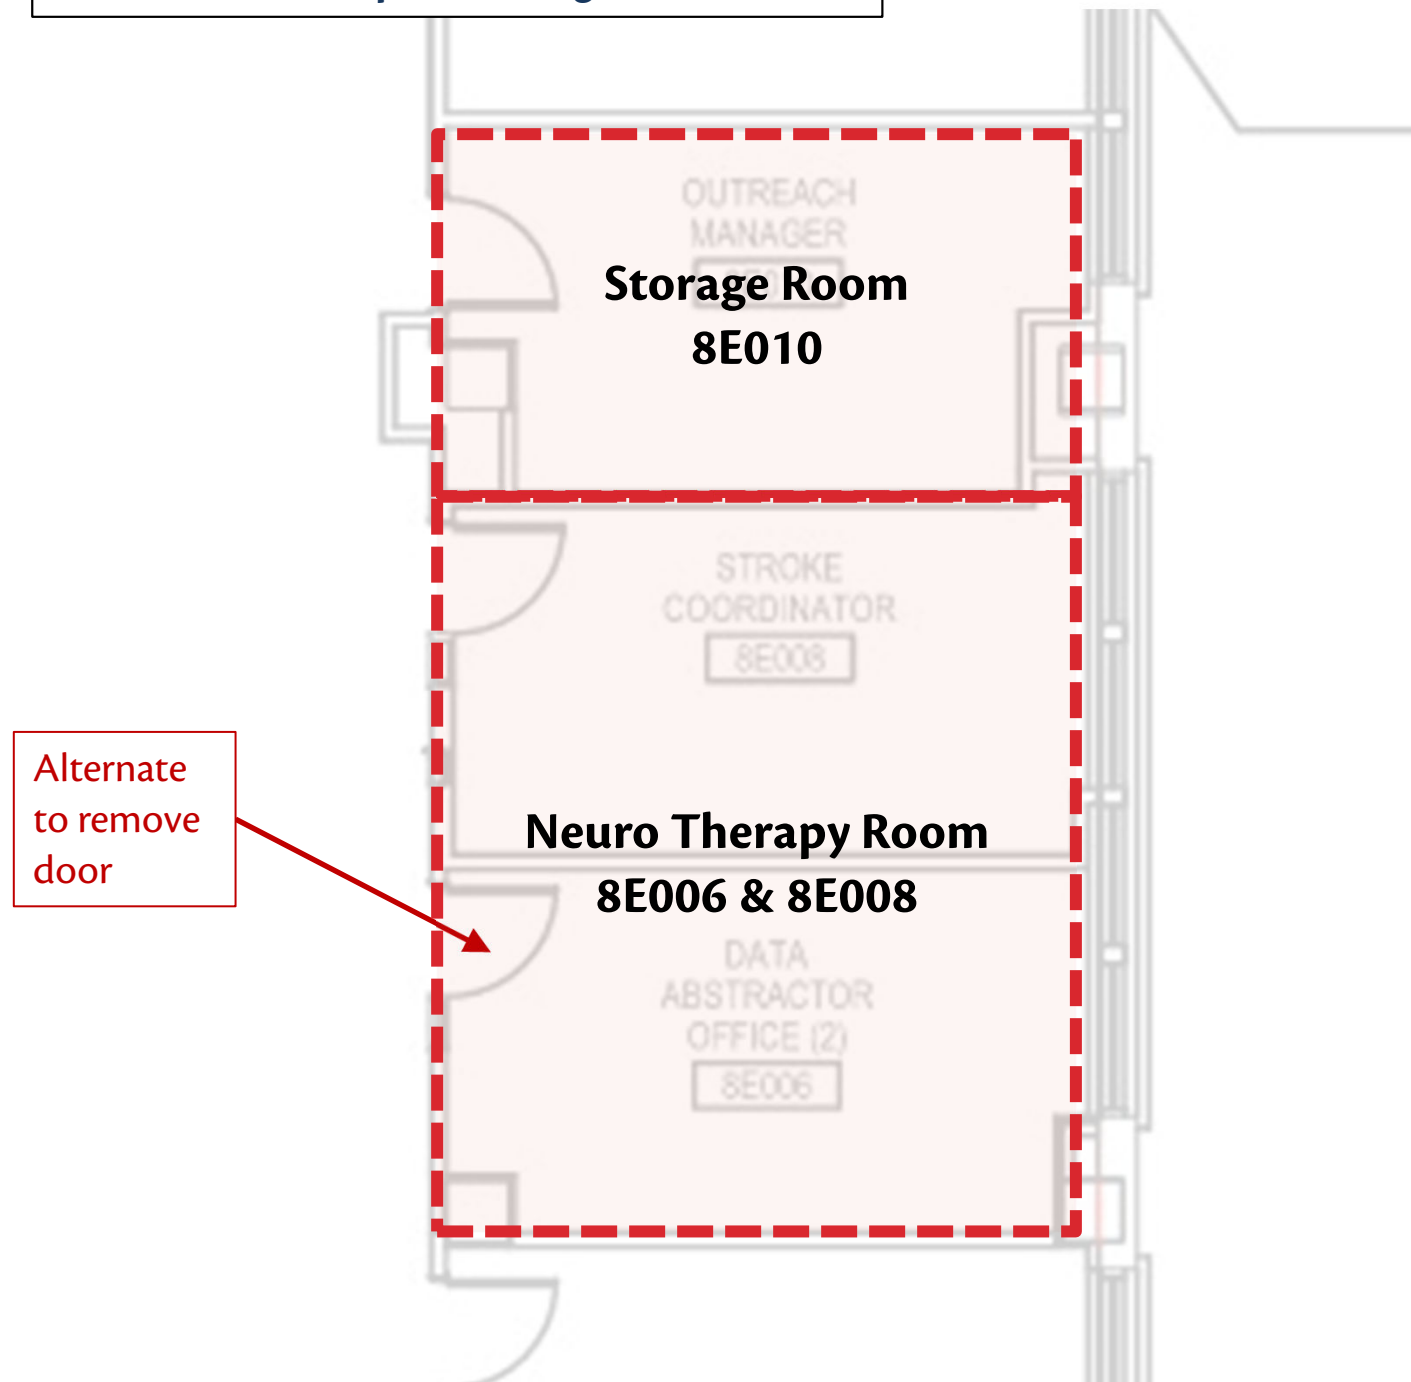 OUTREACH
MANAGER
Storage Room
8E010
STROKE
COORDINATOR
8E008
Alternate
to remove
door
Neuro Therapy Room
8E006 & 8E008
DATA
ABSTRACTOR
OFFICE (2)
8E006